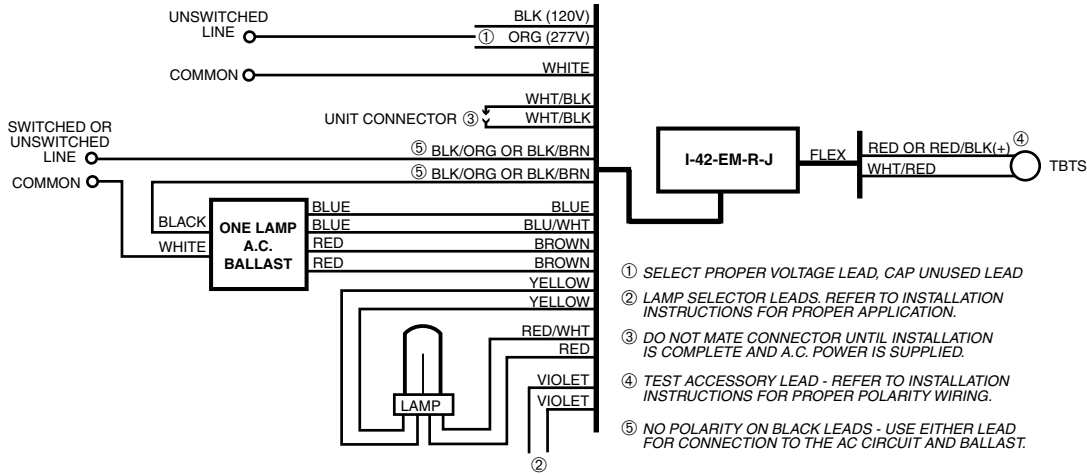 UNSWITCHED
LINE
BLK (120V)
① ORG (277V)
COMMON
WHITE
WHT/BLK
UNIT CONNECTOR ③
WHT/BLK
SWITCHED OR
UNSWITCHED
LINE
⑤ BLK/ORG OR BLK/BRN
COMMON
⑤ BLK/ORG OR BLK/BRN
BLACK
WHITE
ONE LAMP
A.C.
BALLAST
BLUE
BLUE
BLUE
BLU/WHT
RED
BROWN
RED
BROWN
YELLOW
YELLOW
RED/WHT
RED
VIOLET
VIOLET
LAMP
②
I-42-EM-R-J
FLEX
RED OR RED/BLK(+) ④
WHT/RED
TBTS
① SELECT PROPER VOLTAGE LEAD, CAP UNUSED LEAD
② LAMP SELECTOR LEADS. REFER TO INSTALLATION
INSTRUCTIONS FOR PROPER APPLICATION.
③ DO NOT MATE CONNECTOR UNTIL INSTALLATION
IS COMPLETE AND A.C. POWER IS SUPPLIED.
④ TEST ACCESSORY LEAD - REFER TO INSTALLATION
INSTRUCTIONS FOR PROPER POLARITY WIRING.
⑤ NO POLARITY ON BLACK LEADS - USE EITHER LEAD
FOR CONNECTION TO THE AC CIRCUIT AND BALLAST.